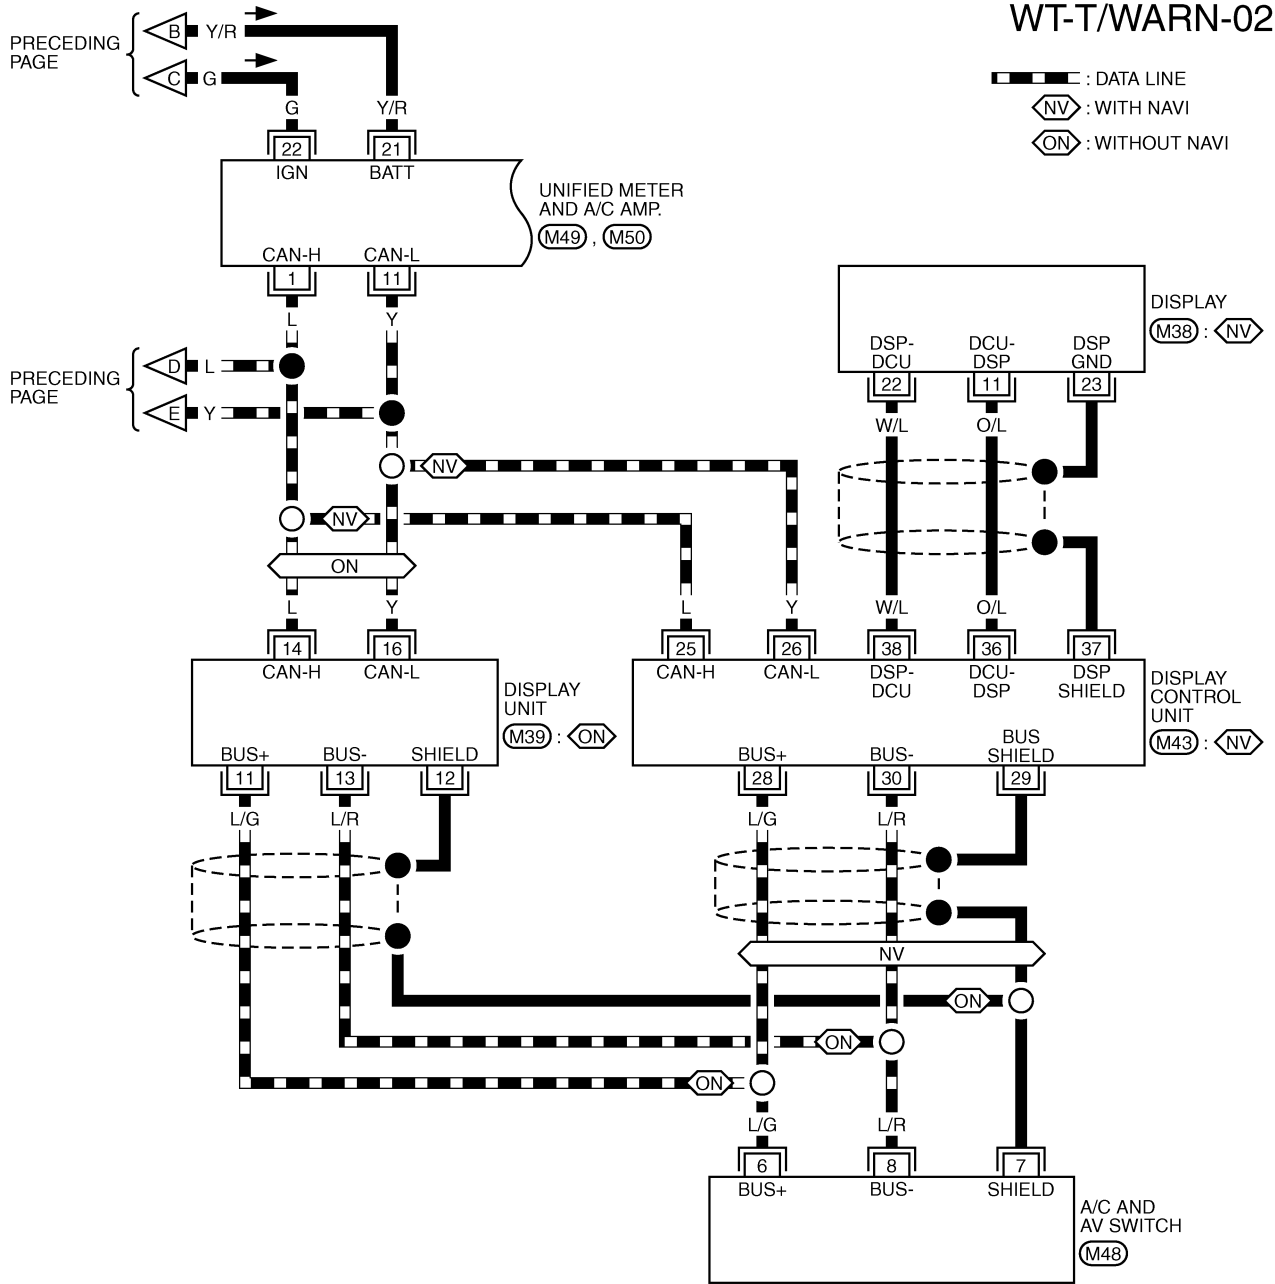 WT-T/WARN-02
PRECEDING
PAGE
B Y/R
C G
: DATA LINE
NV : WITH NAVI
ON : WITHOUT NAVI
G Y/R
22 21
IGN BATT
UNIFIED METER
AND A/C AMP.
M49 , M50
CAN-H CAN-L
1 11
L Y
PRECEDING
PAGE
D L
E Y
DISPLAY
M38 : NV
DSP-
DCU
DCU-
DSP
DSP
GND
22 11 23
W/L O/L
NV
NV
ON
L Y L Y W/L O/L
14 16 25 26 38 36 37
CAN-H CAN-L
DISPLAY
UNIT
M39 : ON
BUS+ BUS- SHIELD
11 13 12
L/G L/R
CAN-H CAN-L
DSP-
DCU
DCU-
DSP
DSP
SHIELD
DISPLAY
CONTROL
UNIT
M43 : NV
BUS+ BUS-
BUS
SHIELD
28 30 29
L/G L/R
NV
ON
ON
ON
L/G L/R
6 8 7
BUS+ BUS- SHIELD
A/C AND
AV SWITCH
M48